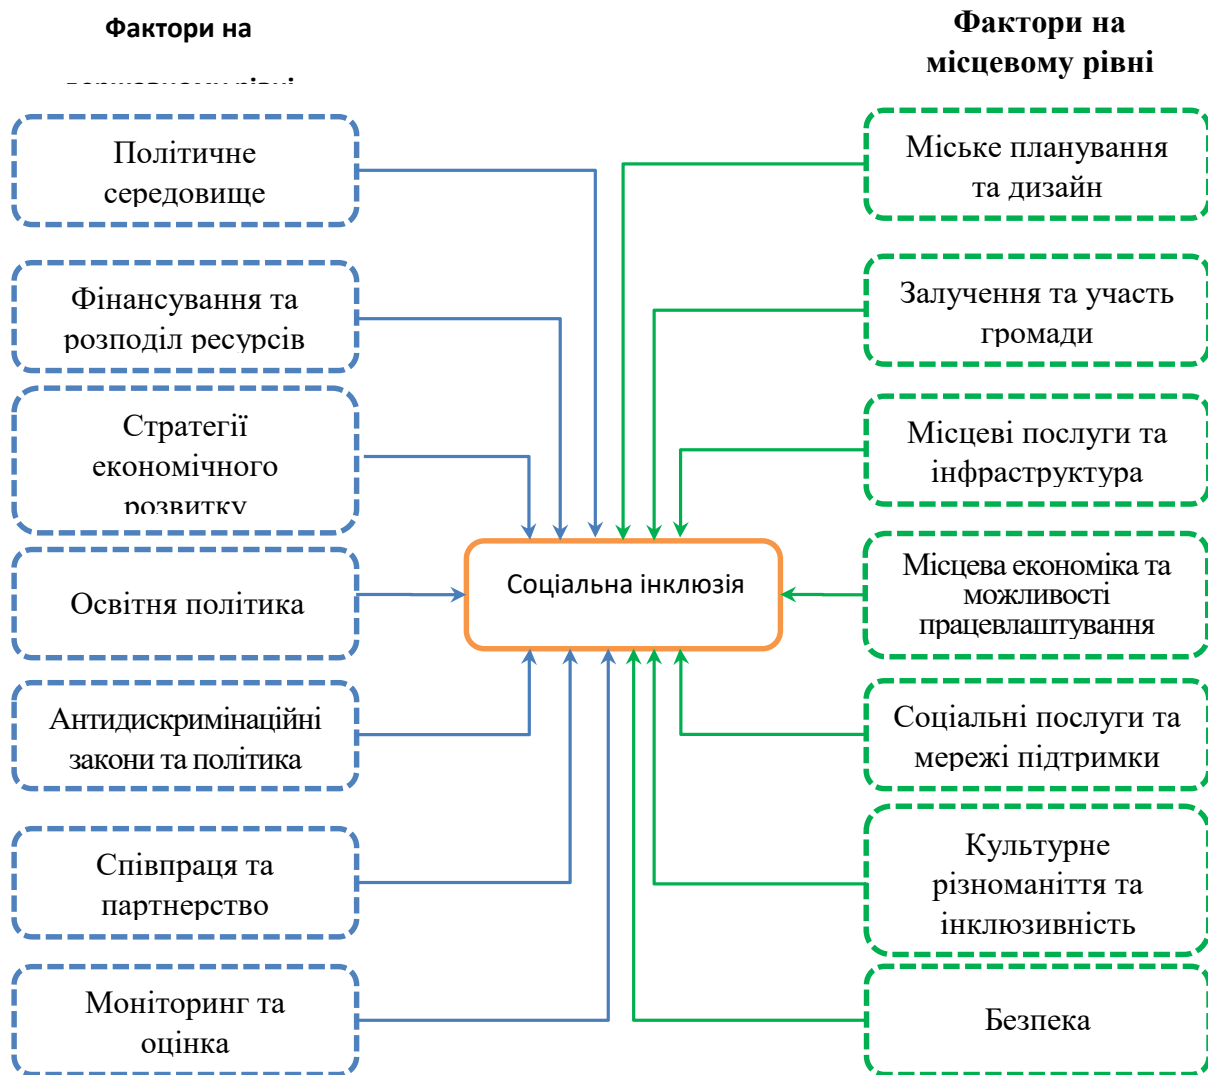 Фактори на
Політичне
середовище
Фінансування та
розподіл ресурсів
Стратегії
економічного
розвитку
Освітня політика
Антидискримінаційні
закони та політика
Співпраця та
партнерство
Моніторинг та
оцінка
Соціальна інклюзія
Фактори на
місцевому рівні
Міське планування
та дизайн
Залучення та участь
громади
Місцеві послуги та
інфраструктура
Місцева економіка та
можливості
працевлаштування
Соціальні послуги та
мережі підтримки
Культурне
різноманіття та
інклюзивність
Безпека